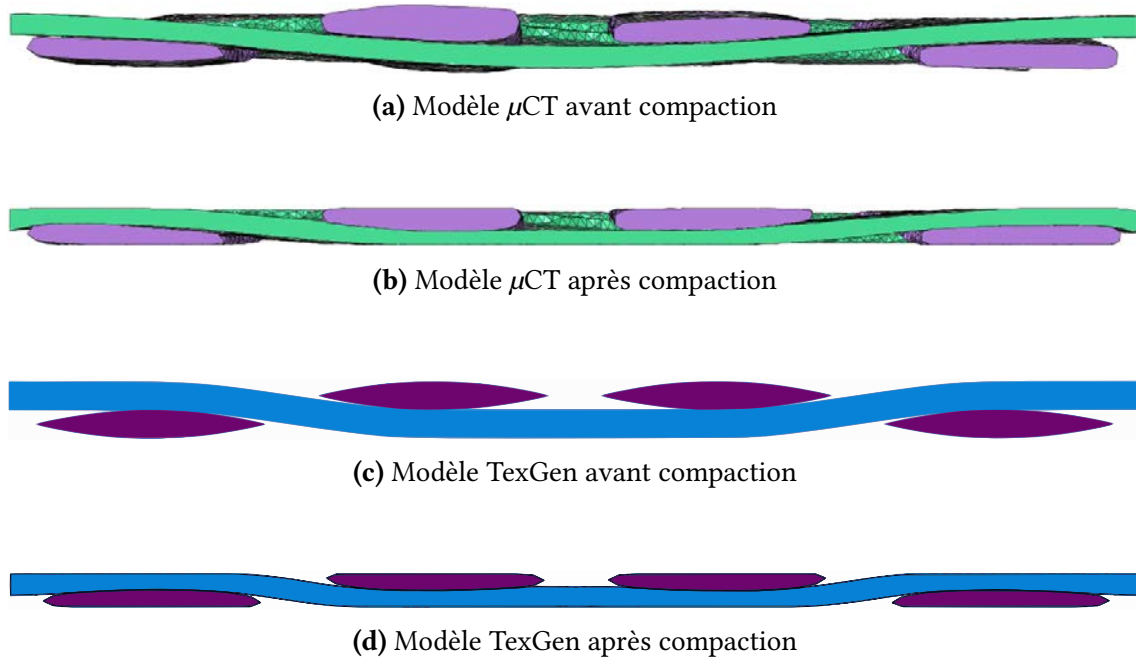 (a) Modèle μCT avant compaction
(b) Modèle μCT après compaction
(c) Modèle TexGen avant compaction
(d) Modèle TexGen après compaction